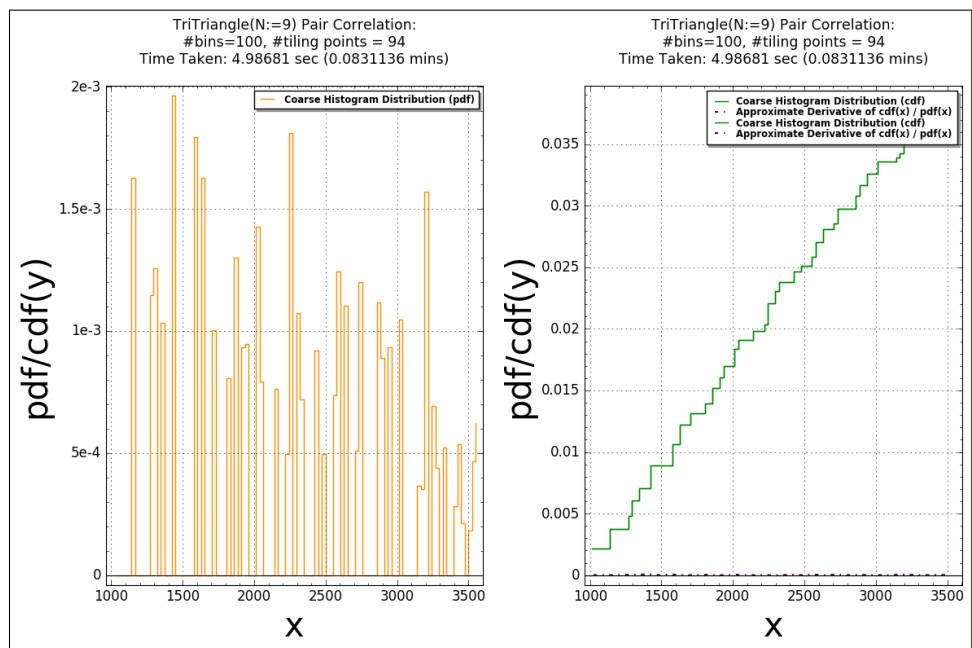 TriTriangle(N:=9) Pair Correlation:
#bins=100, #tiling points = 94
Time Taken: 4.98681 sec (0.0831136 mins)
2e-3
1.5e-3
1e-3
5e-4
0
Coarse Histogram Distribution (pdf)
pdf/cdf(y)
1000
1500
2000
2500
3000
3500
x
TriTriangle(N:=9) Pair Correlation:
#bins=100, #tiling points = 94
Time Taken: 4.98681 sec (0.0831136 mins)
Coarse Histogram Distribution (cdf)
Approximate Derivative of cdf(x) / pdf(x)
Coarse Histogram Distribution (cdf)
Approximate Derivative of cdf(x) / pdf(x)
0.035
0.03
0.025
0.02
0.015
0.01
0.005
0
pdf/cdf(y)
1000
1500
2000
2500
3000
3500
x